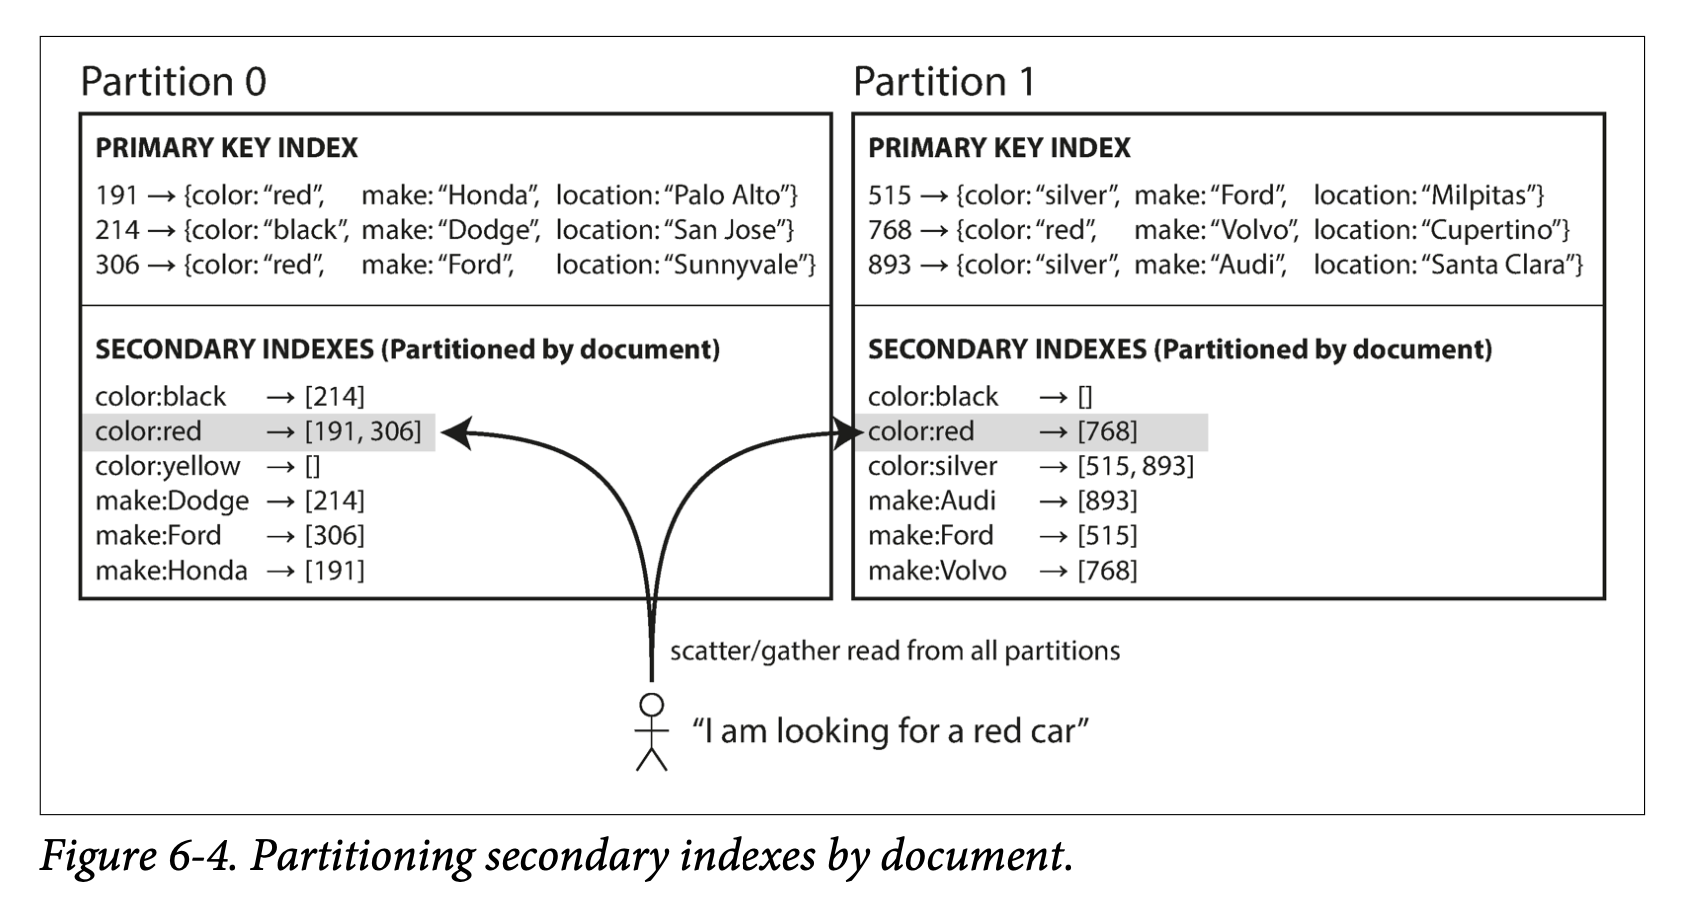 Partition 0
PRIMARY KEY INDEX
191 → {color: “red”, make: “Honda”, location: “Palo Alto”}
214 → {color: “black”, make: “Dodge”, location: “San Jose”}
306 → {color: “red”, make: “Ford”, location: “Sunnyvale”}
SECONDARY INDEXES (Partitioned by document)
color:black → [214]
color:red → [191, 306]
color:yellow → []
make:Dodge → [214]
make:Ford → [306]
make:Honda → [191]
Partition 1
PRIMARY KEY INDEX
515 → {color: “silver”, make: “Ford”, location: “Milpitas”}
768 → {color: “red”, make: “Volvo”, location: “Cupertino”}
893 → {color: “silver”, make: “Audi”, location: “Santa Clara”}
SECONDARY INDEXES (Partitioned by document)
color:black → []
color:red → [768]
color:silver → [515, 893]
make:Audi → [893]
make:Ford → [515]
make:Volvo → [768]
scatter/gather read from all partitions
“I am looking for a red car”
Figure 6-4. Partitioning secondary indexes by document.